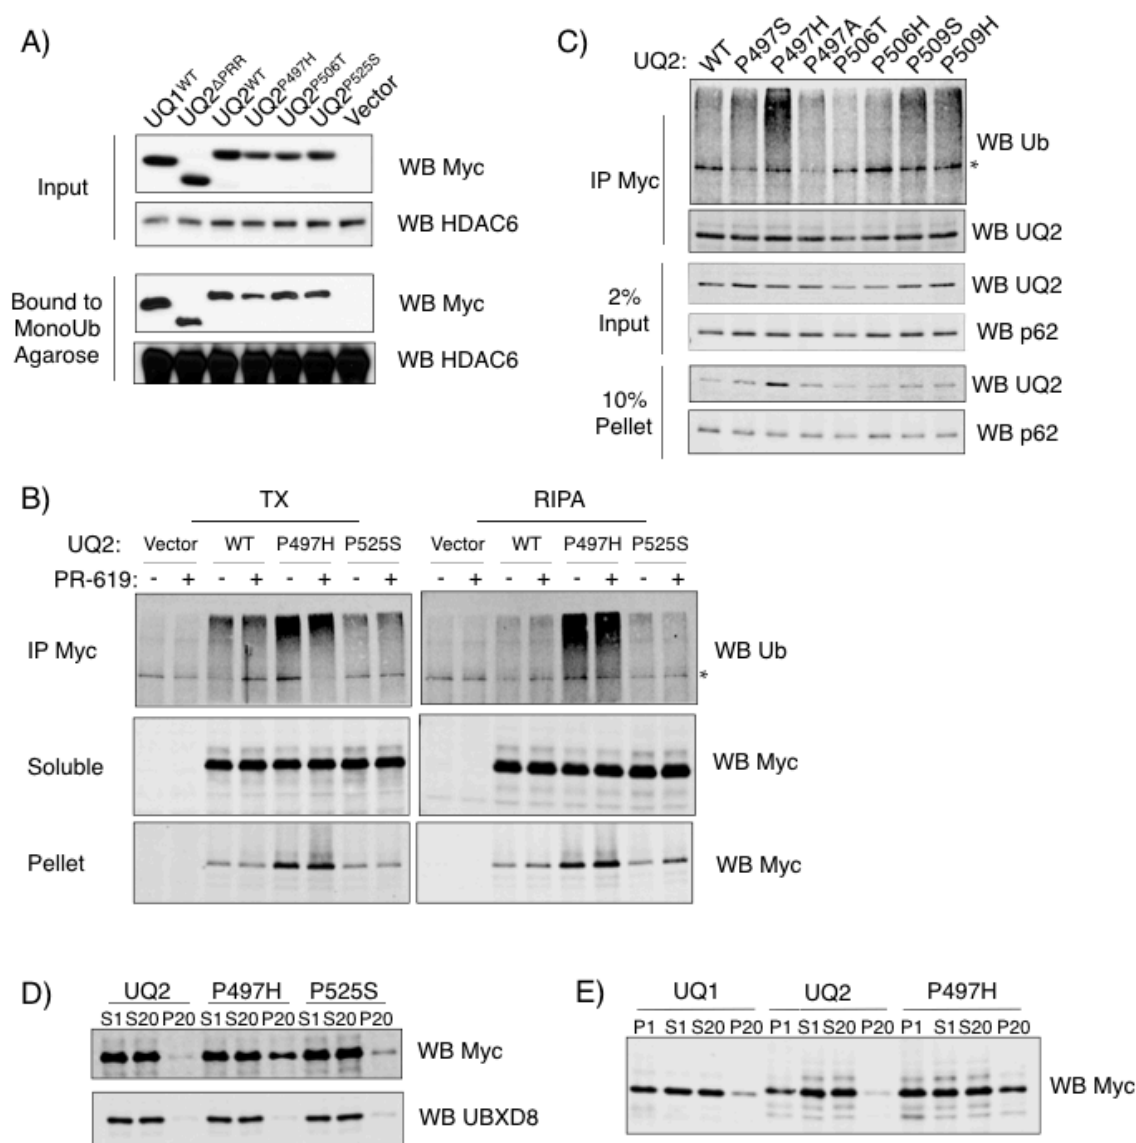 A)
UQ1WT UQ2ΔPRR UQ2WT UQ2P497H UQ2P506T UQ2P525S Vector
Input
WB Myc
WB HDAC6
Bound to
MonoUb
Agarose
WB Myc
WB HDAC6
C)
UQ2: WT P497S P497H P497A P506T P506H P509S P509H
IP Myc
WB Ub
*
WB UQ2
2%
Input
WB UQ2
WB p62
10%
Pellet
WB UQ2
WB p62
B)
TX RIPA
UQ2: Vector WT P497H P525S Vector WT P497H P525S
PR-619: - + - + - + - + - + - + - + - +
IP Myc
WB Ub
*
Soluble
WB Myc
Pellet
WB Myc
D)
UQ2 P497H P525S
S1 S20 P20 S1 S20 P20 S1 S20 P20
WB Myc
WB UBXD8
E)
UQ1 UQ2 P497H
P1 S1 S20 P20 P1 S1 S20 P20 P1 S1 S20 P20
WB Myc